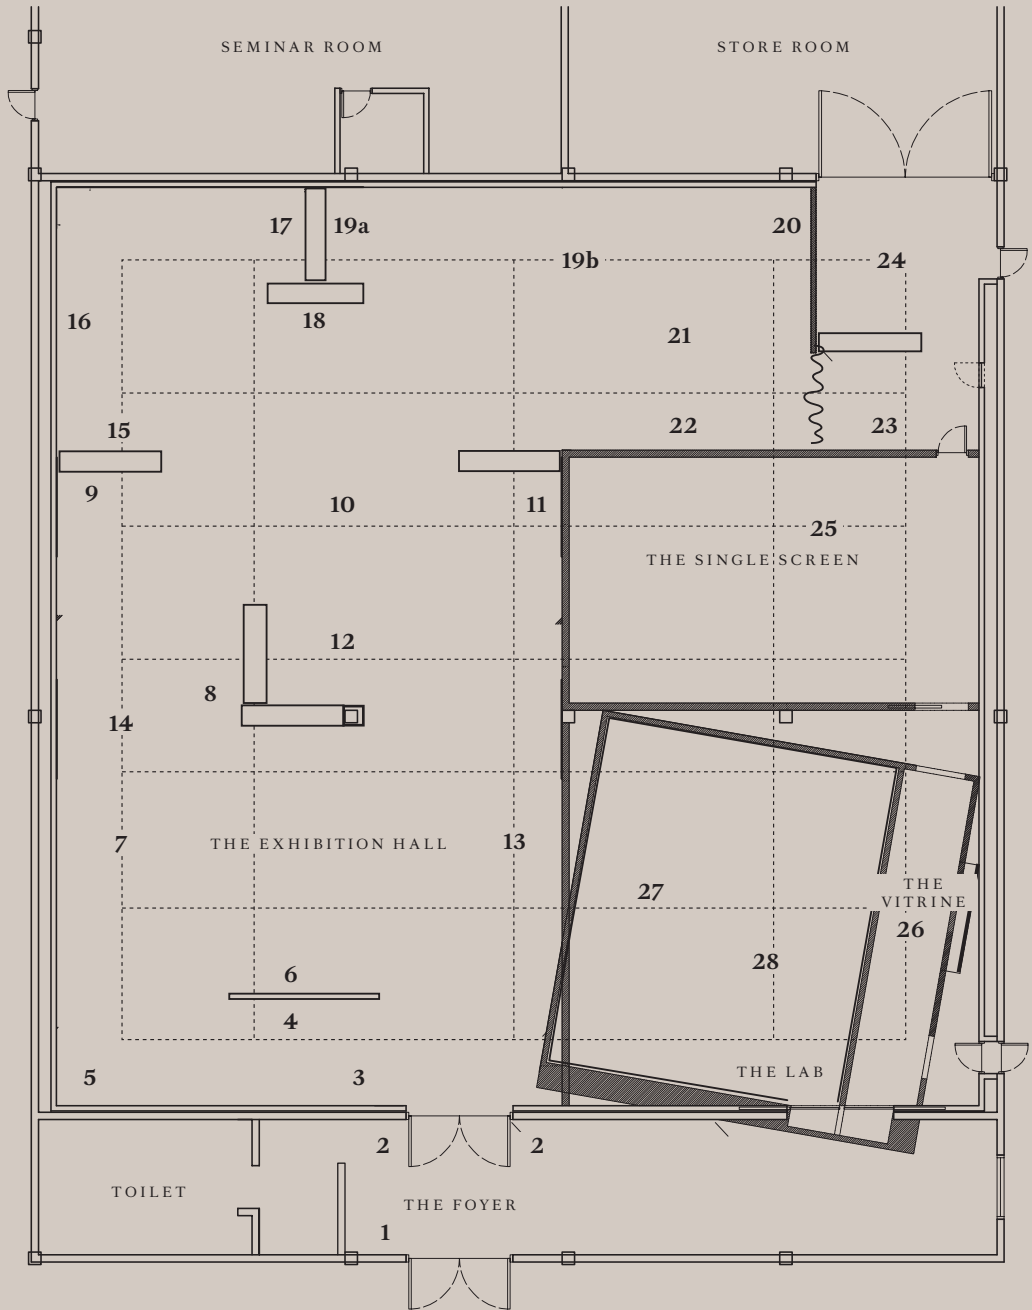 SEMINAR ROOM
STORE ROOM
17
19a
20
19b
24
16
18
21
15
22
23
9
10
11
25
THE SINGLE SCREEN
12
8
14
7
THE EXHIBITION HALL
13
27
THE
VITRINE
26
28
6
4
5
3
THE LAB
2
2
TOILET
THE FOYER
1